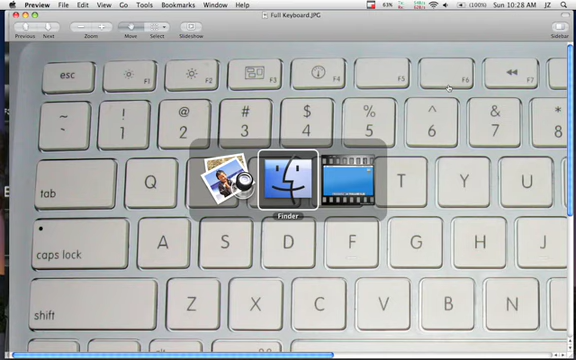 Preview File Edit View Go Tools Bookmarks Window Help
63% (100%) Sun 10:28 AM JZ
Full Keyboard.JPG
Previous Next Zoom Move Select Slideshow Sidebar
esc F1 F2 F3 F4 F5 F6 F7
~ ! @ # $ % ^ & *
` 1 2 3 4 5 6 7 8
tab Q T Y U
Finder
caps lock A S D F G H J
shift Z X C V B N
alt